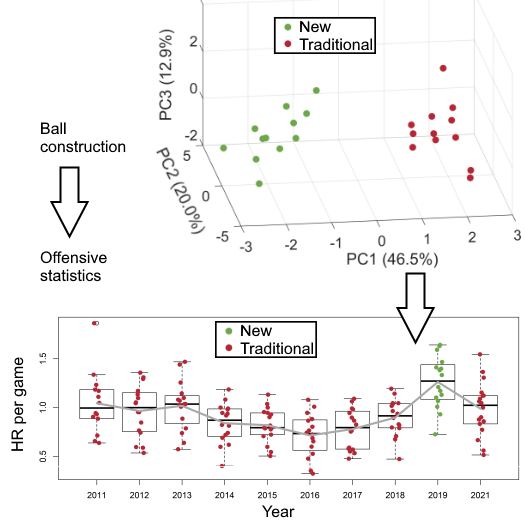 New
Traditional
2
0
-2
PC3 (12.9%)
5
0
-5
PC2 (20.0%)
-3
-2
-1
0
1
2
3
PC1 (46.5%)
Ball
construction
Offensive
statistics
New
Traditional
HR per game
1.5
1.0
0.5
2011
2012
2013
2014
2015
2016
2017
2018
2019
2021
Year